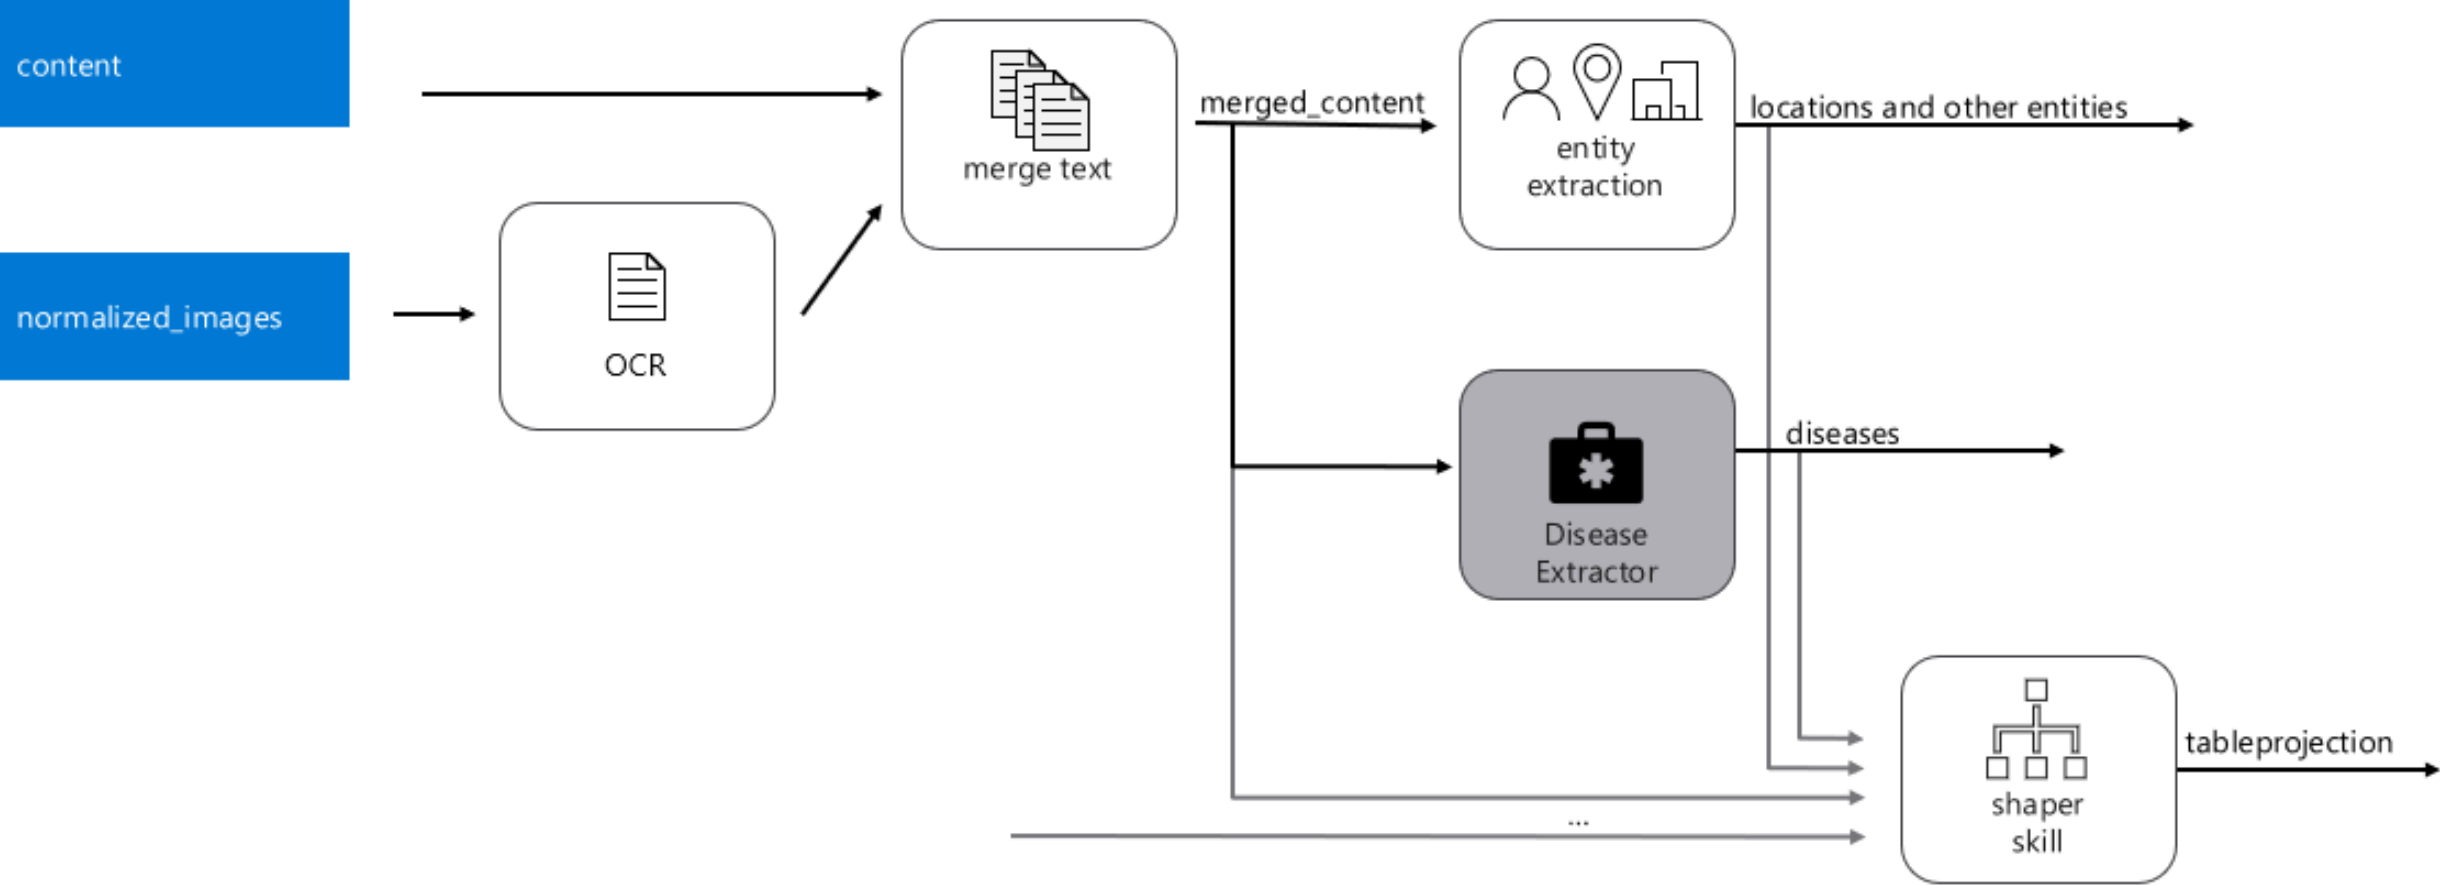 content
merge text
merged_content
entity
extraction
locations and other entities
normalized_images
OCR
Disease
Extractor
diseases
...
shaper
skill
tableprojection